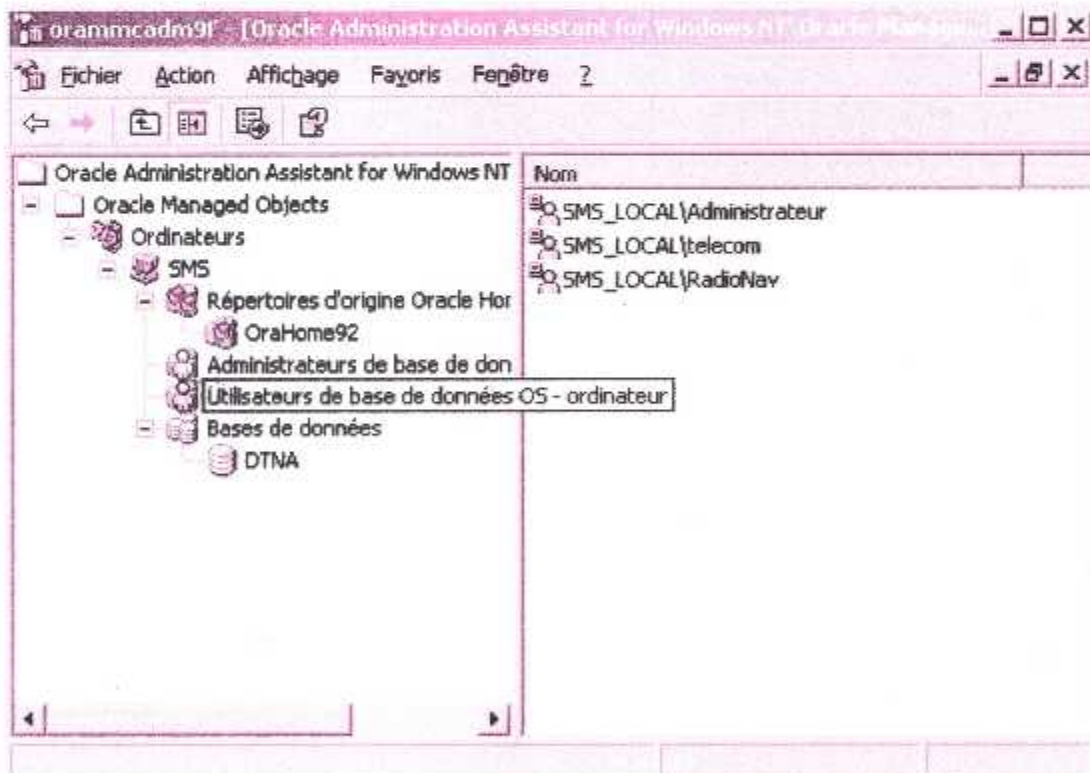 orammcadm9i - [Oracle Administration Assistant for Windows NT\Oracle Manage
Fichier Action Affichage Favoris Fenêtre ?
Oracle Administration Assistant for Windows NT
Oracle Managed Objects
Ordinateurs
SMS
Répertoires d'origine Oracle Hor
OraHome92
Administrateurs de base de don
Utilisateurs de base de données OS - ordinateur
Bases de données
DTNA
Nom
SMS_LOCAL\Administrateur
SMS_LOCAL\telecom
SMS_LOCAL\RadioNav